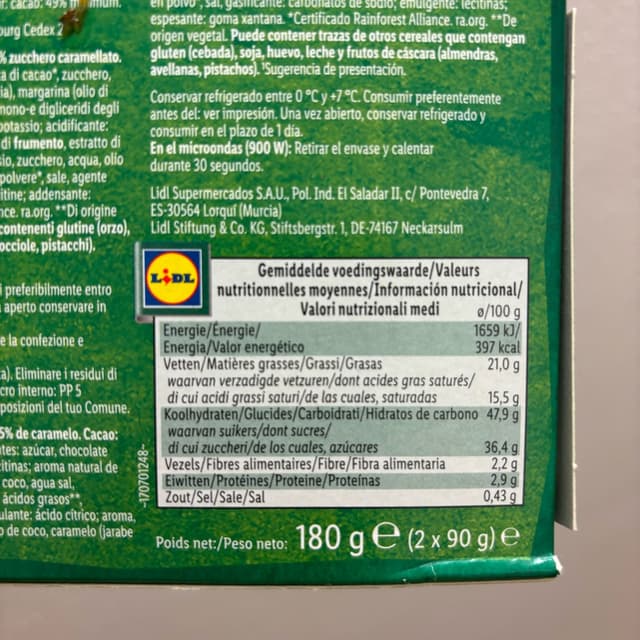 cacao: 49% m
en polvo*, sal, gasificante: carbonatos de sodio; emulgente: lecitinas;
espesante: goma xantana. *Certificado Rainforest Alliance. ra.org. **De
origen vegetal. Puede contener trazas de otros cereales que contengan
gluten (cebada), soja, huevo, leche y frutos de cáscara (almendras,
avellanas, pistachos). ¹Sugerencia de presentación.
Conservar refrigerado entre 0 °C y +7 °C. Consumir preferentemente
antes del: ver impresión. Una vez abierto, conservar refrigerado y
consumir en el plazo de 1 día.
En el microondas (900 W): Retirar el envase y calentar
durante 30 segundos.
Lidl Supermercados S.A.U., Pol. Ind. El Saladar II, c/ Pontevedra 7,
ES-30564 Lorquí (Murcia)
Lidl Stiftung & Co. KG, Stiftsbergstr. 1, DE-74167 Neckarsulm
ourg Cedex 2
% zucchero caramellato.
a di cacao*, zucchero,
ia), margarina (olio di
mono-e digliceridi degli
potassio; acidificante:
di frumento, estratto di
io, zucchero, acqua, olio
polvere*, sale, agente
itine; addensante:
nce. ra.org. **Di origine
contenenti glutine (orzo),
occiole, pistacchi).
i preferibilmente entro
aperto conservare in
e la confezione e
ta). Eliminare i residui di
cro interno: PP 5
posizioni del tuo Comune.
5% de caramelo. Cacao:
tes: azúcar, chocolate
itinas; aroma natural de
coco, agua sal,
ácidos grasos**,
ulante: ácido cítrico; aroma,
o de coco, caramelo (jarabe
-170701248-
LIDL
Gemiddelde voedingswaarde/Valeurs
nutritionnelles moyennes/Información nutricional/
Valori nutrizionali medi ø/100 g
Energie/Énergie/ 1659 kJ/
Energia/Valor energético 397 kcal
Vetten/Matières grasses/Grassi/Grasas 21,0 g
waarvan verzadigde vetzuren/dont acides gras saturés/
di cui acidi grassi saturi/de las cuales, saturadas 15,5 g
Koolhydraten/Glucides/Carboidrati/Hidratos de carbono 47,9 g
waarvan suikers/dont sucres/
di cui zuccheri/de los cuales, azúcares 36,4 g
Vezels/Fibres alimentaires/Fibre/Fibra alimentaria 2,2 g
Eiwitten/Protéines/Proteine/Proteínas 2,9 g
Zout/Sel/Sale/Sal 0,43 g
Poids net:/Peso neto: 180 g e (2 x 90 g) e